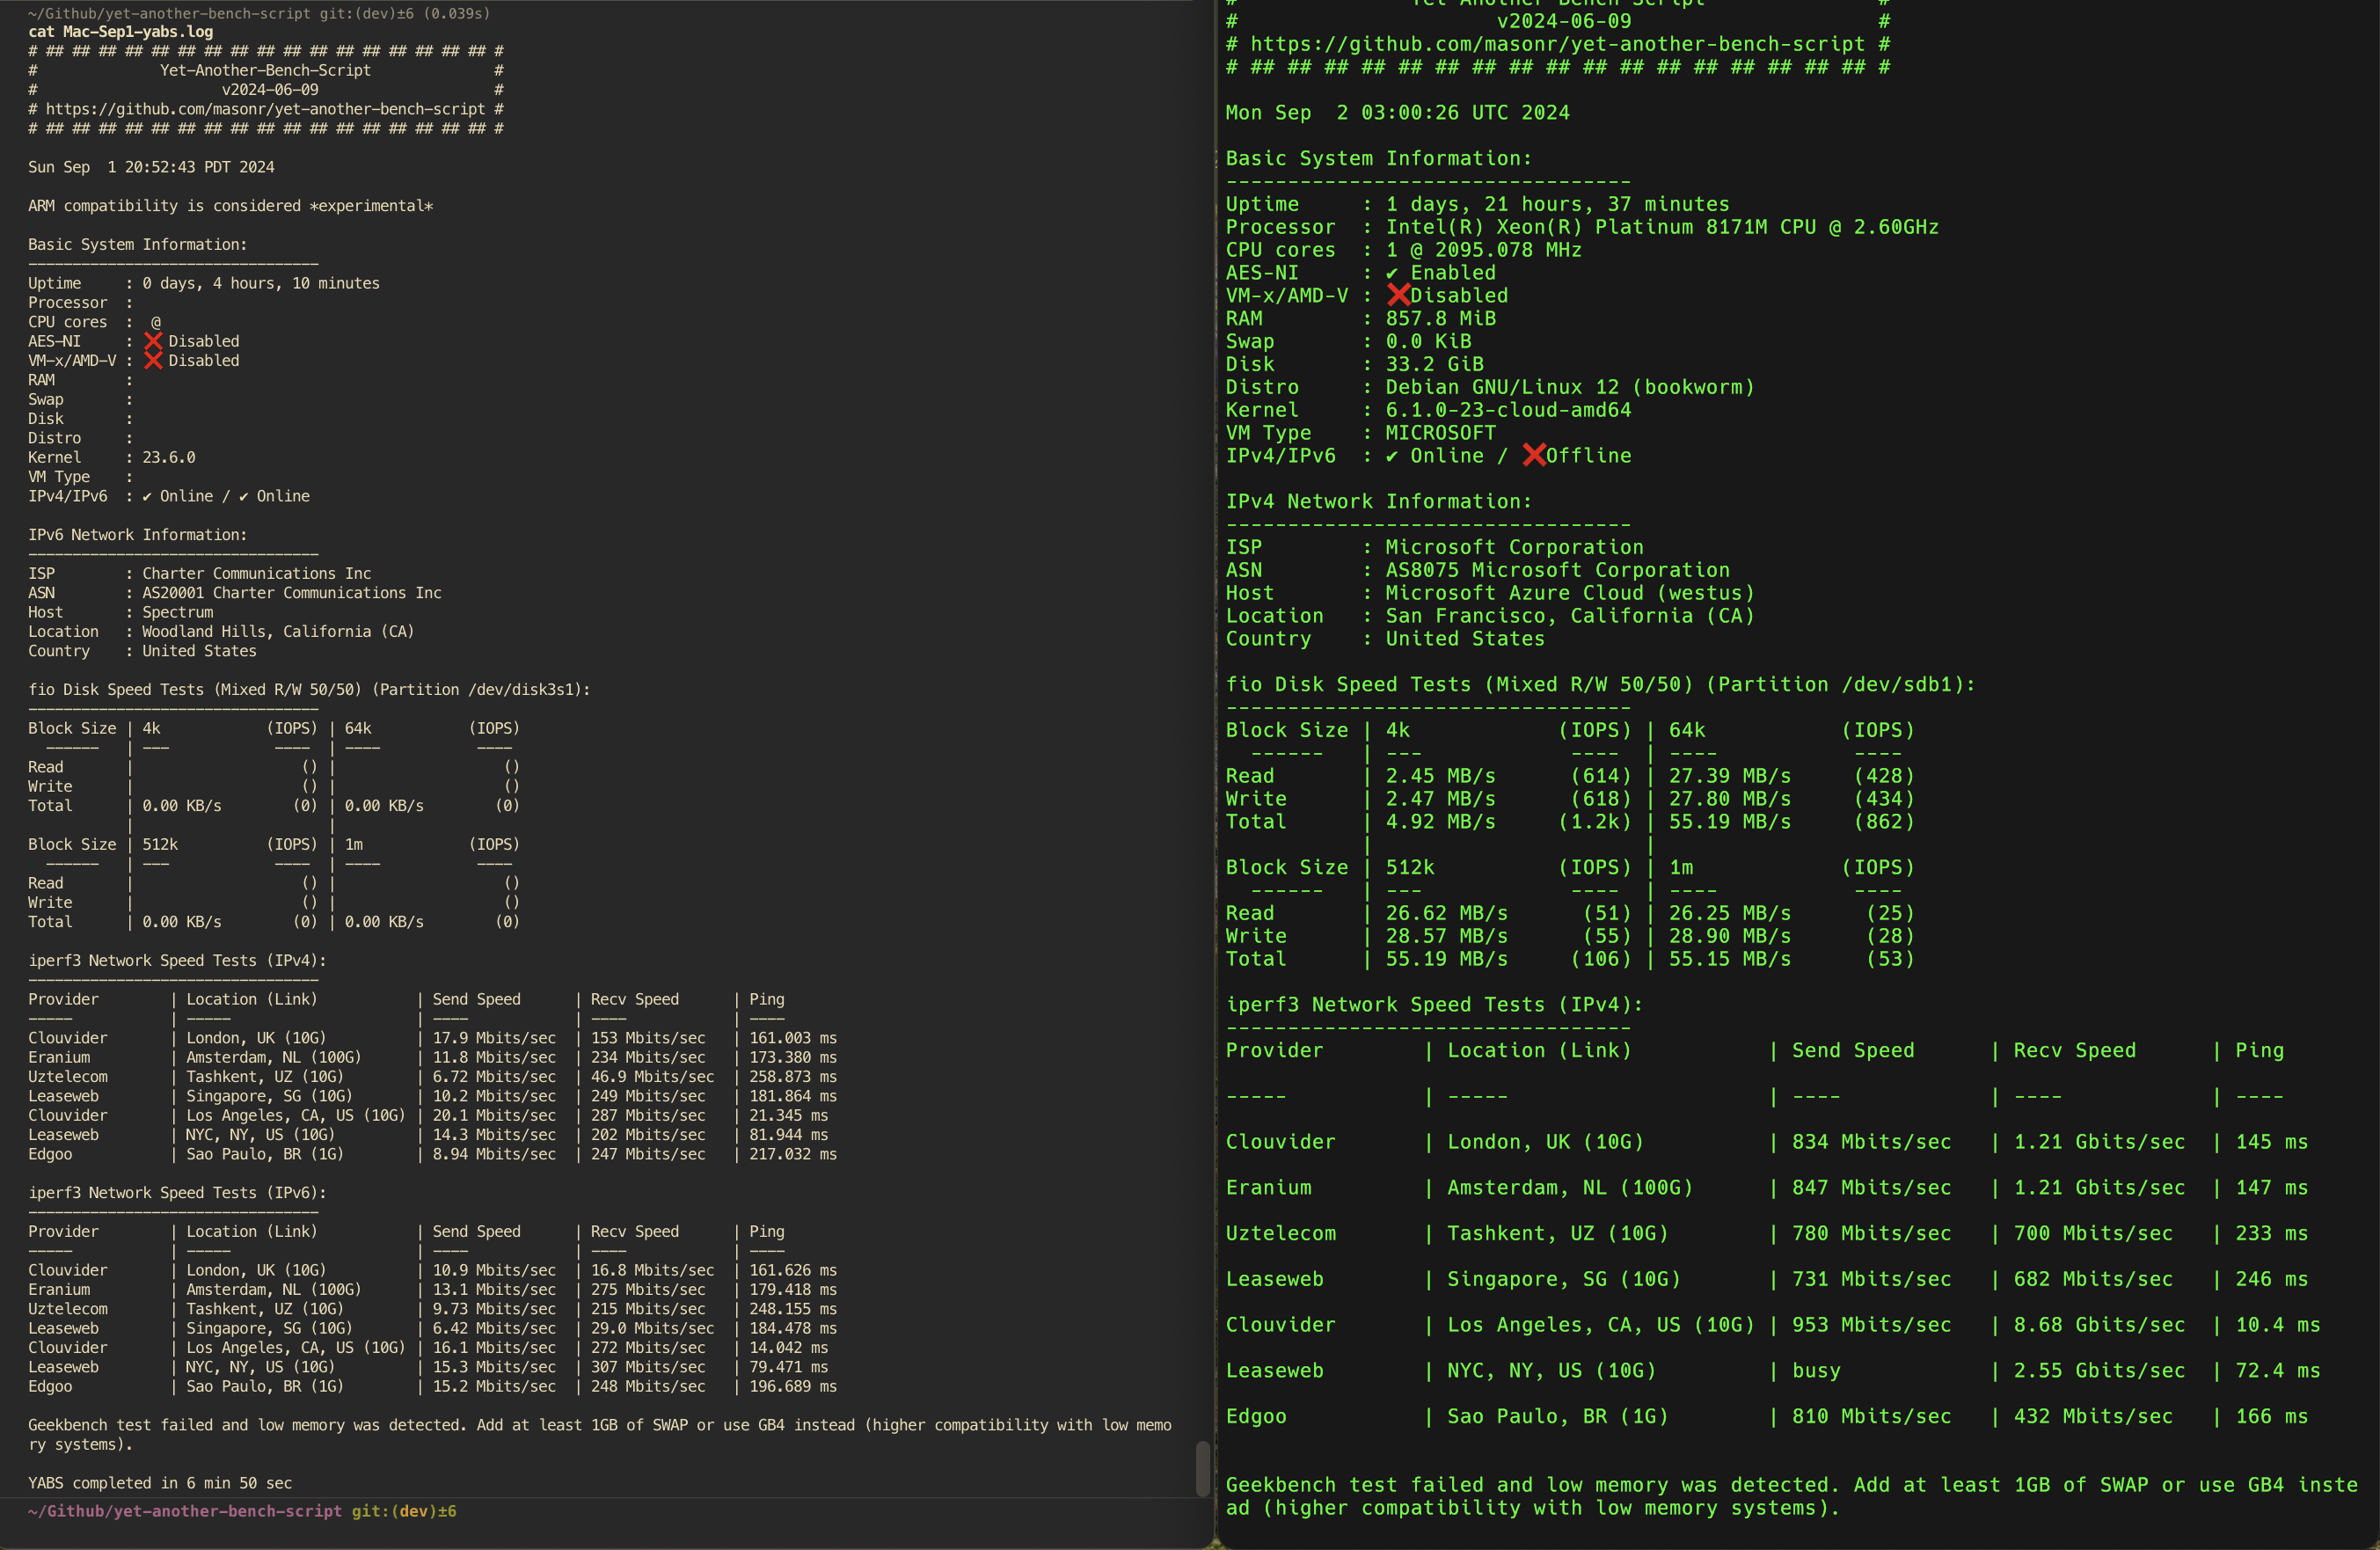 ~/Github/yet-another-bench-script git:(dev)±6 (0.039s)
cat Mac-Sep1-yabs.log
# ## ## ## ## ## ## ## ## ## ## ## ## ## ## ## ## ## #
#              Yet-Another-Bench-Script              #
#                     v2024-06-09                    #
# https://github.com/masonr/yet-another-bench-script #
# ## ## ## ## ## ## ## ## ## ## ## ## ## ## ## ## ## #
Sun Sep  1 20:52:43 PDT 2024
ARM compatibility is considered *experimental*
Basic System Information:
---------------------------------
Uptime     : 0 days, 4 hours, 10 minutes
Processor  :
CPU cores  :  @
AES-NI     : ❌ Disabled
VM-x/AMD-V : ❌ Disabled
RAM        :
Swap       :
Disk       :
Distro     :
Kernel     : 23.6.0
VM Type    :
IPv4/IPv6  : ✔ Online / ✔ Online
IPv6 Network Information:
---------------------------------
ISP        : Charter Communications Inc
ASN        : AS20001 Charter Communications Inc
Host       : Spectrum
Location   : Woodland Hills, California (CA)
Country    : United States
fio Disk Speed Tests (Mixed R/W 50/50) (Partition /dev/disk3s1):
---------------------------------
Block Size | 4k            (IOPS) | 64k           (IOPS)
  ------   | ---            ----  | ----           ----
Read       |                   () |                   ()
Write      |                   () |                   ()
Total      | 0.00 KB/s        (0) | 0.00 KB/s        (0)
           |                      |
Block Size | 512k          (IOPS) | 1m            (IOPS)
  ------   | ---            ----  | ----           ----
Read       |                   () |                   ()
Write      |                   () |                   ()
Total      | 0.00 KB/s        (0) | 0.00 KB/s        (0)
iperf3 Network Speed Tests (IPv4):
---------------------------------
Provider        | Location (Link)           | Send Speed      | Recv Speed      | Ping
-----           | -----                     | ----            | ----            | ----
Clouvider       | London, UK (10G)          | 17.9 Mbits/sec  | 153 Mbits/sec   | 161.003 ms
Eranium         | Amsterdam, NL (100G)      | 11.8 Mbits/sec  | 234 Mbits/sec   | 173.380 ms
Uztelecom       | Tashkent, UZ (10G)        | 6.72 Mbits/sec  | 46.9 Mbits/sec  | 258.873 ms
Leaseweb        | Singapore, SG (10G)       | 10.2 Mbits/sec  | 249 Mbits/sec   | 181.864 ms
Clouvider       | Los Angeles, CA, US (10G) | 20.1 Mbits/sec  | 287 Mbits/sec   | 21.345 ms
Leaseweb        | NYC, NY, US (10G)         | 14.3 Mbits/sec  | 202 Mbits/sec   | 81.944 ms
Edgoo           | Sao Paulo, BR (1G)        | 8.94 Mbits/sec  | 247 Mbits/sec   | 217.032 ms
iperf3 Network Speed Tests (IPv6):
---------------------------------
Provider        | Location (Link)           | Send Speed      | Recv Speed      | Ping
-----           | -----                     | ----            | ----            | ----
Clouvider       | London, UK (10G)          | 10.9 Mbits/sec  | 16.8 Mbits/sec  | 161.626 ms
Eranium         | Amsterdam, NL (100G)      | 13.1 Mbits/sec  | 275 Mbits/sec   | 179.418 ms
Uztelecom       | Tashkent, UZ (10G)        | 9.73 Mbits/sec  | 215 Mbits/sec   | 248.155 ms
Leaseweb        | Singapore, SG (10G)       | 6.42 Mbits/sec  | 29.0 Mbits/sec  | 184.478 ms
Clouvider       | Los Angeles, CA, US (10G) | 16.1 Mbits/sec  | 272 Mbits/sec   | 14.042 ms
Leaseweb        | NYC, NY, US (10G)         | 15.3 Mbits/sec  | 307 Mbits/sec   | 79.471 ms
Edgoo           | Sao Paulo, BR (1G)        | 15.2 Mbits/sec  | 248 Mbits/sec   | 196.689 ms
Geekbench test failed and low memory was detected. Add at least 1GB of SWAP or use GB4 instead (higher compatibility with low memo
ry systems).
YABS completed in 6 min 50 sec
~/Github/yet-another-bench-script git:(dev)±6
#              Yet-Another-Bench-Script              #
#                     v2024-06-09                    #
# https://github.com/masonr/yet-another-bench-script #
# ## ## ## ## ## ## ## ## ## ## ## ## ## ## ## ## ## #
Mon Sep  2 03:00:26 UTC 2024
Basic System Information:
---------------------------------
Uptime     : 1 days, 21 hours, 37 minutes
Processor  : Intel(R) Xeon(R) Platinum 8171M CPU @ 2.60GHz
CPU cores  : 1 @ 2095.078 MHz
AES-NI     : ✔ Enabled
VM-x/AMD-V : ❌Disabled
RAM        : 857.8 MiB
Swap       : 0.0 KiB
Disk       : 33.2 GiB
Distro     : Debian GNU/Linux 12 (bookworm)
Kernel     : 6.1.0-23-cloud-amd64
VM Type    : MICROSOFT
IPv4/IPv6  : ✔ Online / ❌Offline
IPv4 Network Information:
---------------------------------
ISP        : Microsoft Corporation
ASN        : AS8075 Microsoft Corporation
Host       : Microsoft Azure Cloud (westus)
Location   : San Francisco, California (CA)
Country    : United States
fio Disk Speed Tests (Mixed R/W 50/50) (Partition /dev/sdb1):
---------------------------------
Block Size | 4k            (IOPS) | 64k           (IOPS)
  ------   | ---            ----  | ----           ----
Read       | 2.45 MB/s      (614) | 27.39 MB/s     (428)
Write      | 2.47 MB/s      (618) | 27.80 MB/s     (434)
Total      | 4.92 MB/s     (1.2k) | 55.19 MB/s     (862)
           |                      |
Block Size | 512k          (IOPS) | 1m            (IOPS)
  ------   | ---            ----  | ----           ----
Read       | 26.62 MB/s      (51) | 26.25 MB/s      (25)
Write      | 28.57 MB/s      (55) | 28.90 MB/s      (28)
Total      | 55.19 MB/s     (106) | 55.15 MB/s      (53)
iperf3 Network Speed Tests (IPv4):
---------------------------------
Provider        | Location (Link)           | Send Speed      | Recv Speed      | Ping
-----           | -----                     | ----            | ----            | ----
Clouvider       | London, UK (10G)          | 834 Mbits/sec   | 1.21 Gbits/sec  | 145 ms
Eranium         | Amsterdam, NL (100G)      | 847 Mbits/sec   | 1.21 Gbits/sec  | 147 ms
Uztelecom       | Tashkent, UZ (10G)        | 780 Mbits/sec   | 700 Mbits/sec   | 233 ms
Leaseweb        | Singapore, SG (10G)       | 731 Mbits/sec   | 682 Mbits/sec   | 246 ms
Clouvider       | Los Angeles, CA, US (10G) | 953 Mbits/sec   | 8.68 Gbits/sec  | 10.4 ms
Leaseweb        | NYC, NY, US (10G)         | busy            | 2.55 Gbits/sec  | 72.4 ms
Edgoo           | Sao Paulo, BR (1G)        | 810 Mbits/sec   | 432 Mbits/sec   | 166 ms
Geekbench test failed and low memory was detected. Add at least 1GB of SWAP or use GB4 inste
ad (higher compatibility with low memory systems).